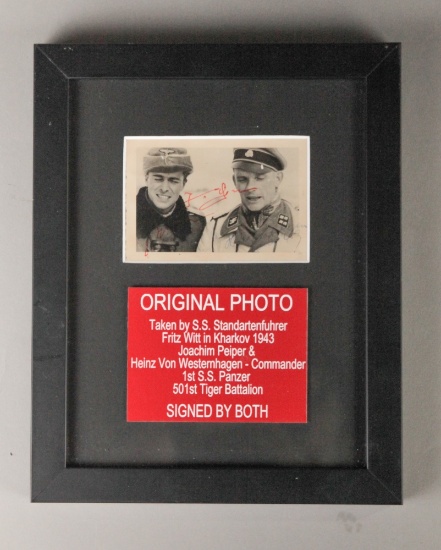 ORIGINAL PHOTO
Taken by S.S. Standartenfuhrer
Fritz Witt in Kharkov 1943
Joachim Peiper &
Heinz Von Westernhagen - Commander
1st S.S. Panzer
501st Tiger Battalion
SIGNED BY BOTH